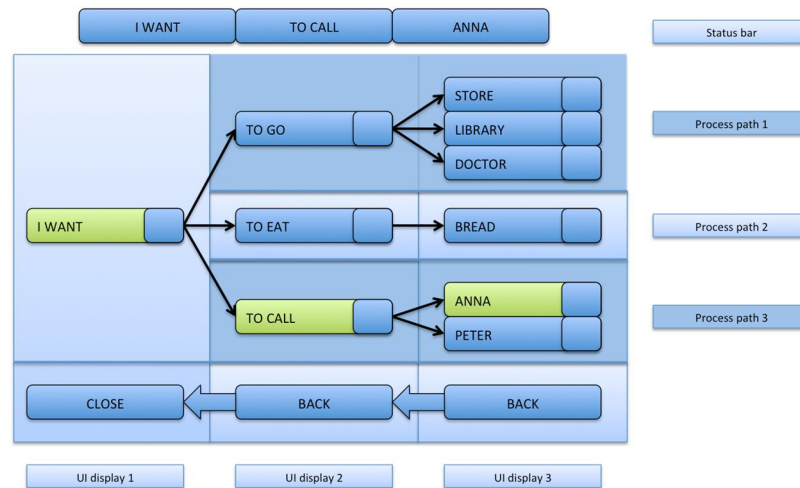 I WANT TO CALL ANNA
Status bar
STORE
TO GO LIBRARY Process path 1
DOCTOR
I WANT TO EAT BREAD Process path 2
ANNA
TO CALL Process path 3
PETER
CLOSE BACK BACK
UI display 1 UI display 2 UI display 3